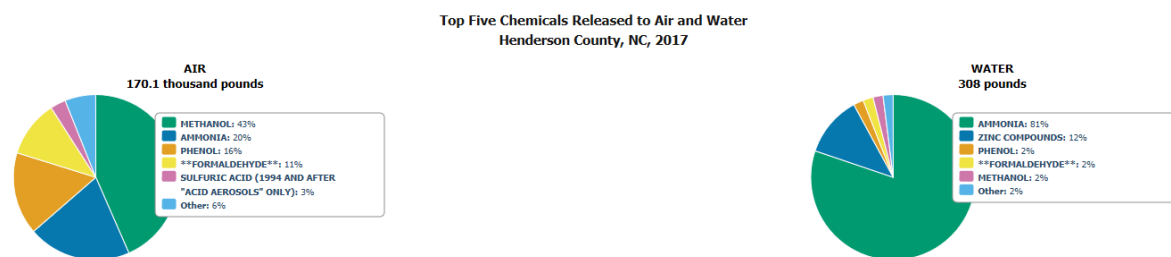 Top Five Chemicals Released to Air and Water
Henderson County, NC, 2017
AIR
170.1 thousand pounds
METHANOL: 43%
AMMONIA: 20%
PHENOL: 16%
**FORMALDEHYDE**: 11%
SULFURIC ACID (1994 AND AFTER
"ACID AEROSOLS" ONLY): 3%
Other: 6%
WATER
308 pounds
AMMONIA: 81%
ZINC COMPOUNDS: 12%
PHENOL: 2%
**FORMALDEHYDE**: 2%
METHANOL: 2%
Other: 2%